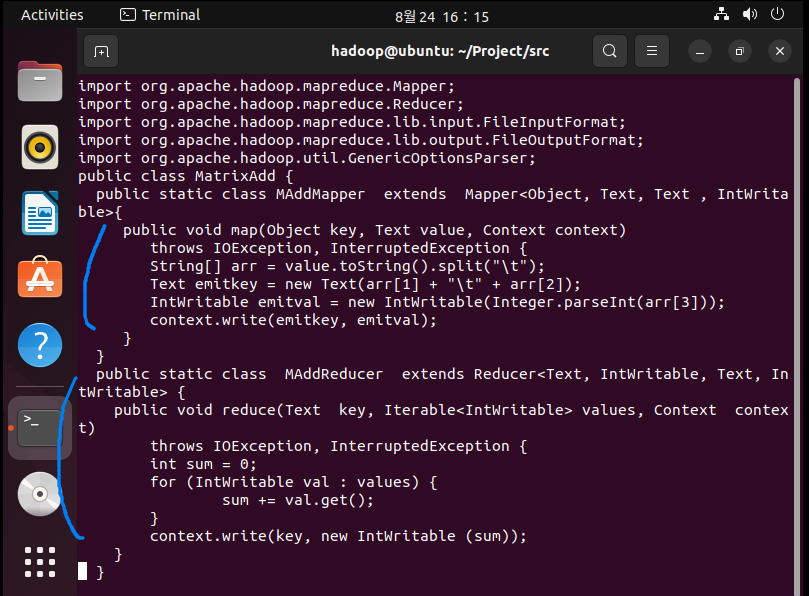 Activities Terminal 8월 24 16 : 15
hadoop@ubuntu: ~/Project/src
import org.apache.hadoop.mapreduce.Mapper;
import org.apache.hadoop.mapreduce.Reducer;
import org.apache.hadoop.mapreduce.lib.input.FileInputFormat;
import org.apache.hadoop.mapreduce.lib.output.FileOutputFormat;
import org.apache.hadoop.util.GenericOptionsParser;
public class MatrixAdd {
  public static class MAddMapper  extends  Mapper<Object, Text, Text , IntWrita
ble>{
     public void map(Object key, Text value, Context context)
        throws IOException, InterruptedException {
        String[] arr = value.toString().split("\t");
        Text emitkey = new Text(arr[1] + "\t" + arr[2]);
        IntWritable emitval = new IntWritable(Integer.parseInt(arr[3]));
        context.write(emitkey, emitval);
     }
  }
  public static class  MAddReducer  extends Reducer<Text, IntWritable, Text, In
tWritable> {
    public void reduce(Text  key, Iterable<IntWritable> values, Context  contex
t)
        throws IOException, InterruptedException {
        int sum = 0;
        for (IntWritable val : values) {
                sum += val.get();
        }
        context.write(key, new IntWritable (sum));
    }
  }